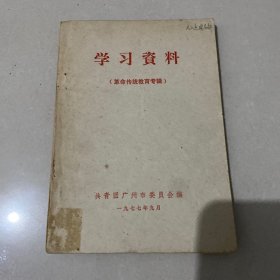 学习資料
（革命传统教育专辑）
共青团广州市委员会编
一九七七年九月